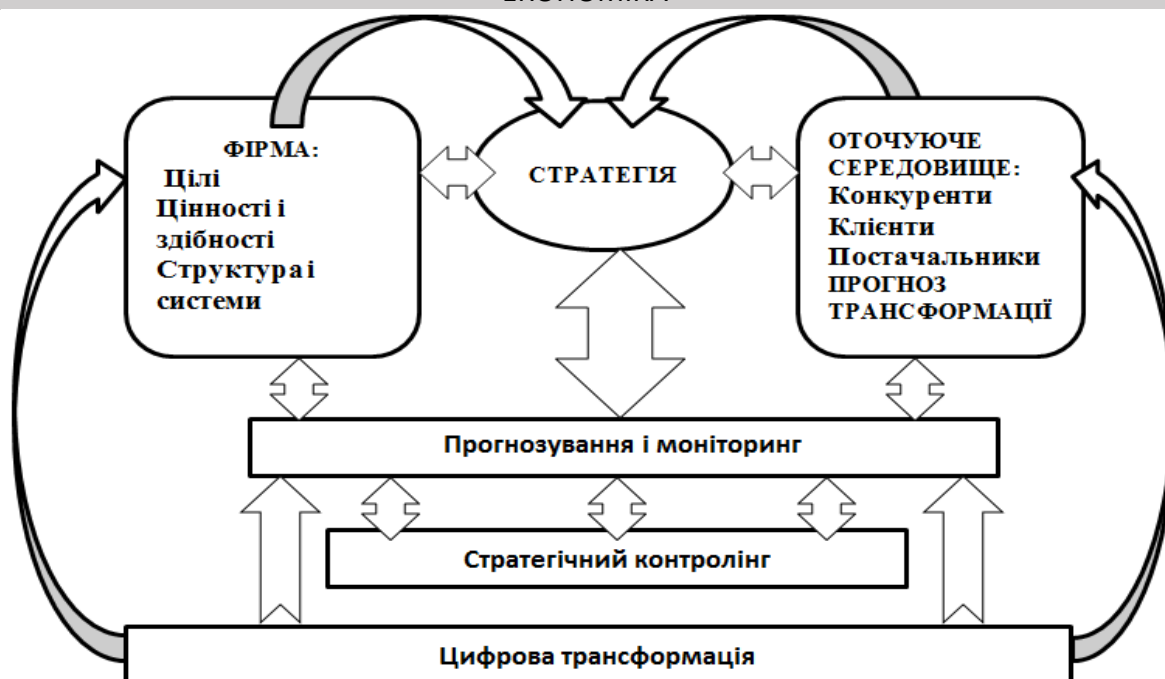 ЕКОНОМІКА
ФІРМА:
Цілі
Цінності і
здібності
Структура і
системи
СТРАТЕГІЯ
ОТОЧУЮЧЕ
СЕРЕДОВИЩЕ:
Конкуренти
Клієнти
Постачальники
ПРОГНОЗ
ТРАНСФОРМАЦІЇ
Прогнозування і моніторинг
Стратегічний контролінг
Цифрова трансформація